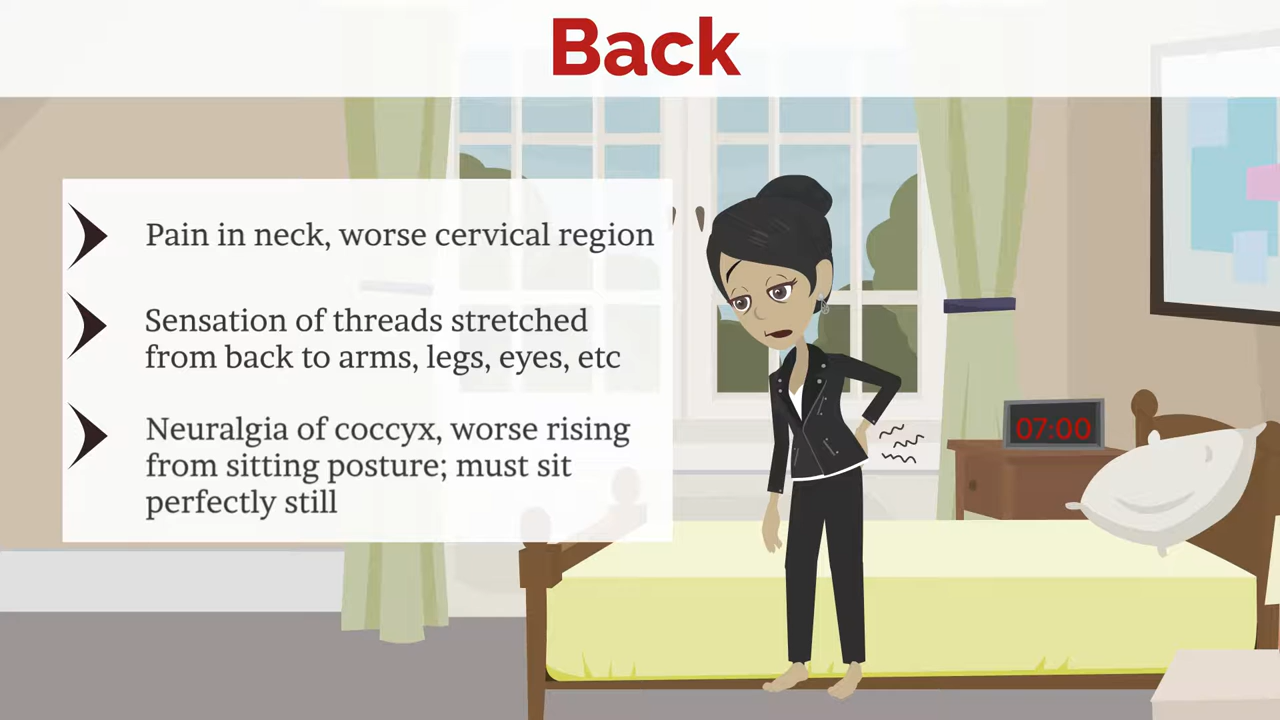 Back
Pain in neck, worse cervical region
Sensation of threads stretched
from back to arms, legs, eyes, etc
Neuralgia of coccyx, worse rising
from sitting posture; must sit
perfectly still
07:00